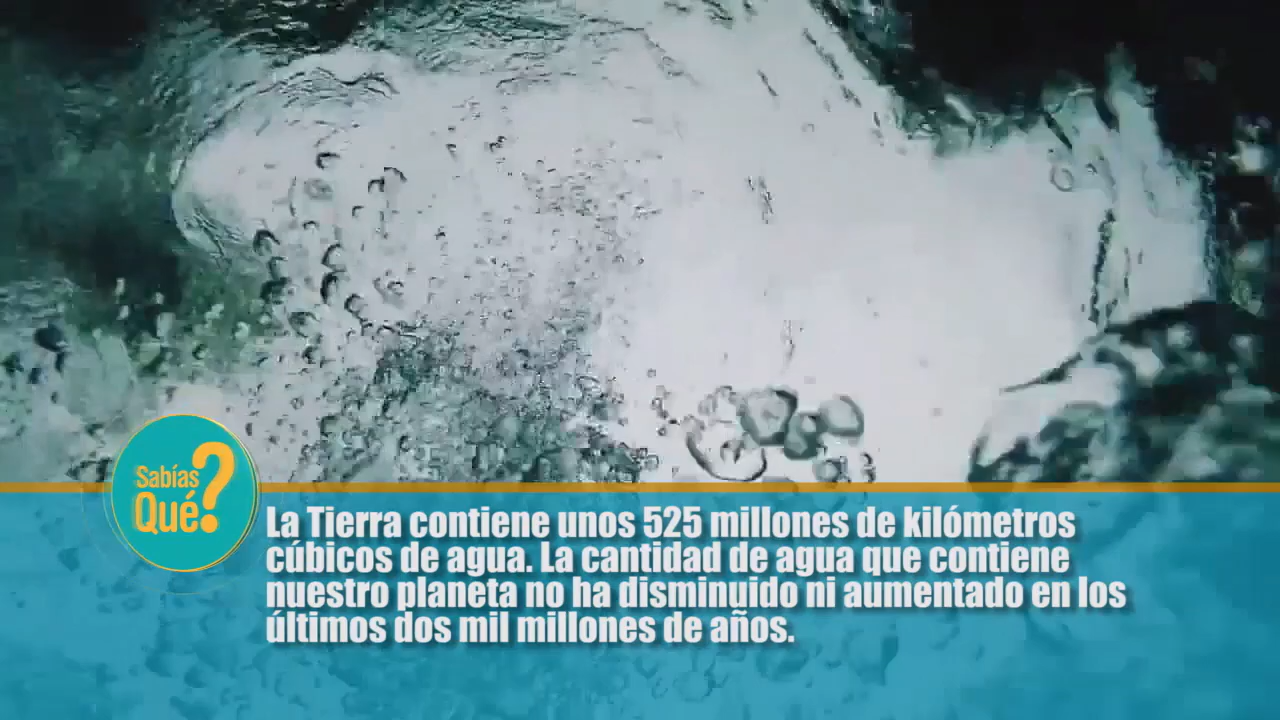 Sabías
Qué?
La Tierra contiene unos 525 millones de kilómetros
cúbicos de agua. La cantidad de agua que contiene
nuestro planeta no ha disminuido ni aumentado en los
últimos dos mil millones de años.